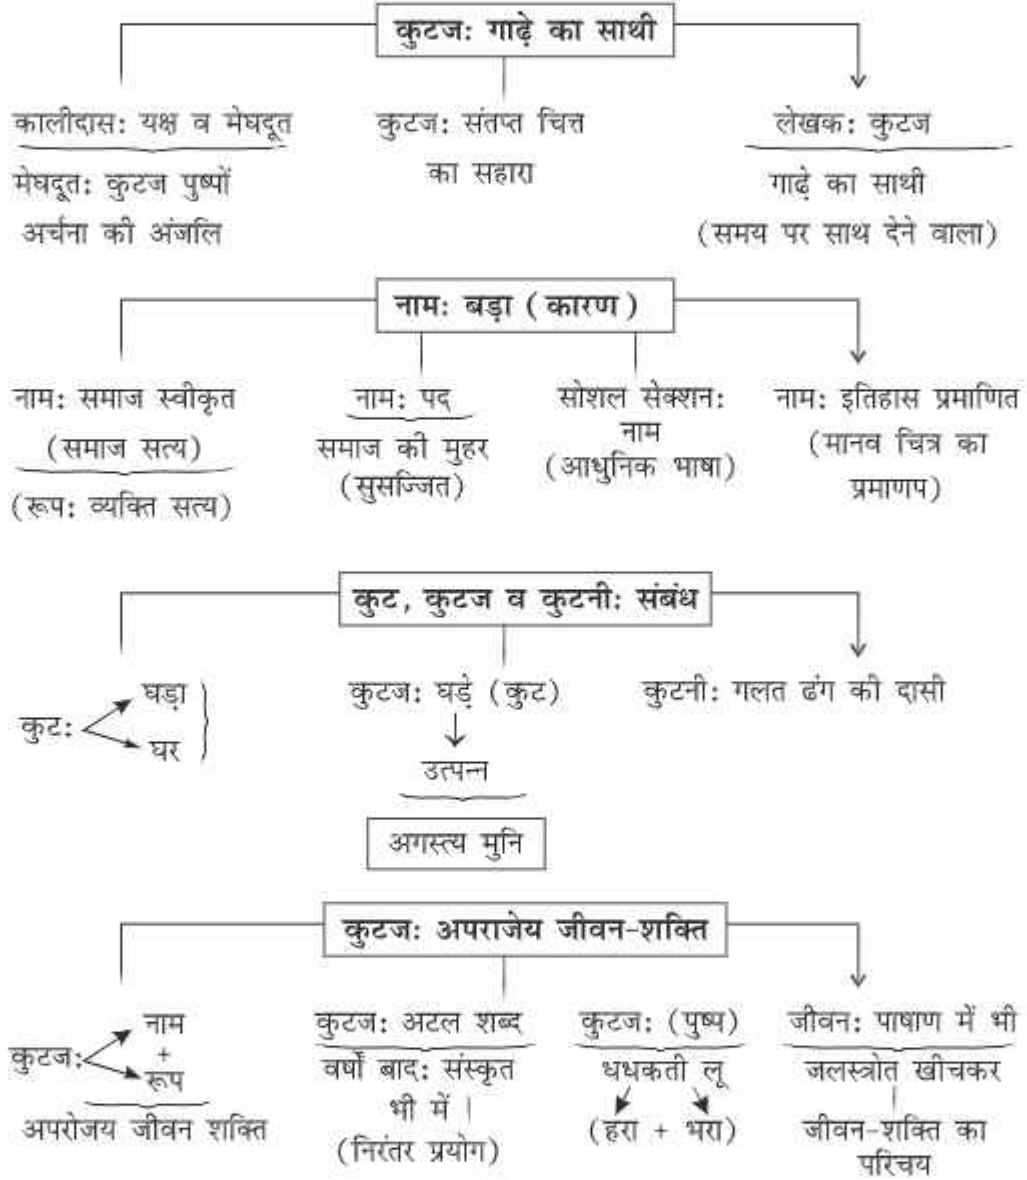 कुटज: गाढ़े का साथी
कालीदास: यक्ष व मेघदूत
मेघदूत: कुटज पुष्पों
अर्चना की अंजलि
कुटज: संतप्त चित्त
का सहारा
लेखक: कुटज
गाढ़े का साथी
(समय पर साथ देने वाला)
नाम: बड़ा (कारण)
नाम: समाज स्वीकृत
(समाज सत्य)
(रूप: व्यक्ति सत्य)
नाम: पद
समाज की मुहर
(सुसज्जित)
सोशल सेक्शन:
नाम
(आधुनिक भाषा)
नाम: इतिहास प्रमाणित
(मानव चित्र का
प्रमाणप)
कुट, कुटज व कुटनी: संबंध
कुट:
घड़ा
घर
कुटज: घड़े (कुट)
उत्पन्न
अगस्त्य मुनि
कुटनी: गलत ढंग की दासी
कुटज: अपराजेय जीवन-शक्ति
कुटज:
नाम
+
रूप
अपरोजय जीवन शक्ति
कुटज: अटल शब्द
वर्षों बाद: संस्कृत
भी में।
(निरंतर प्रयोग)
कुटज: (पुष्प)
धधकती लू
(हरा + भरा)
जीवन: पाषाण में भी
जलस्त्रोत खीचकर
जीवन-शक्ति का
परिचय